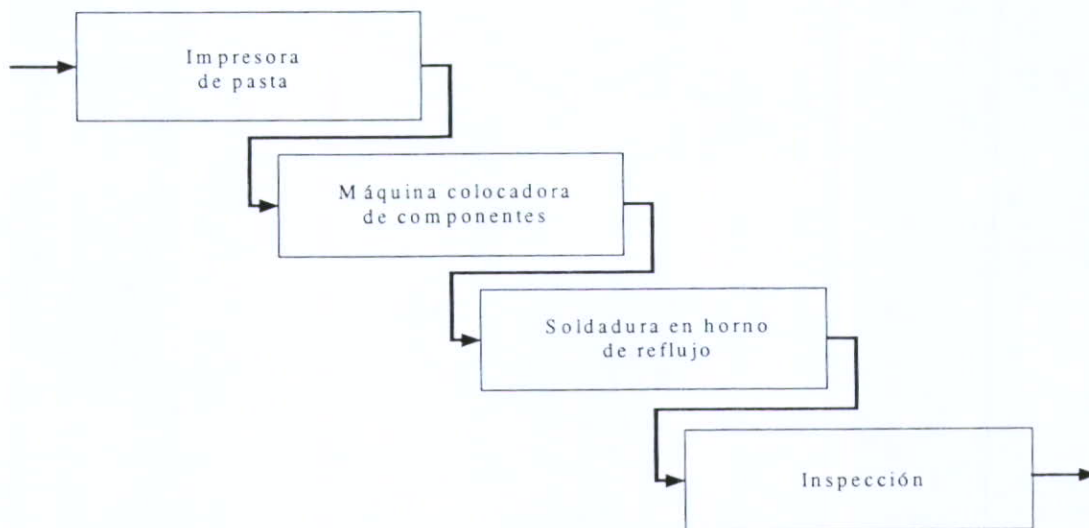 Impresora
de pasta
Máquina colocadora
de componentes
Soldadura en horno
de reflujo
Inspección